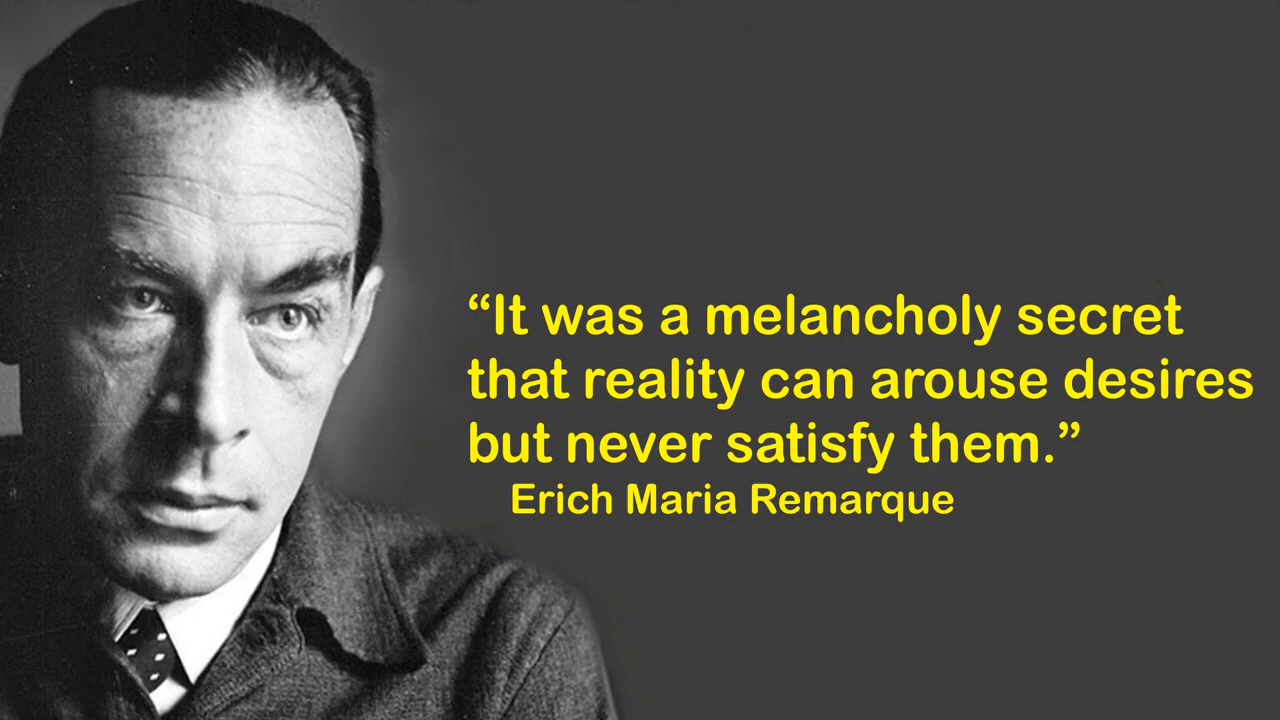 “It was a melancholy secret
that reality can arouse desires
but never satisfy them.”
Erich Maria Remarque